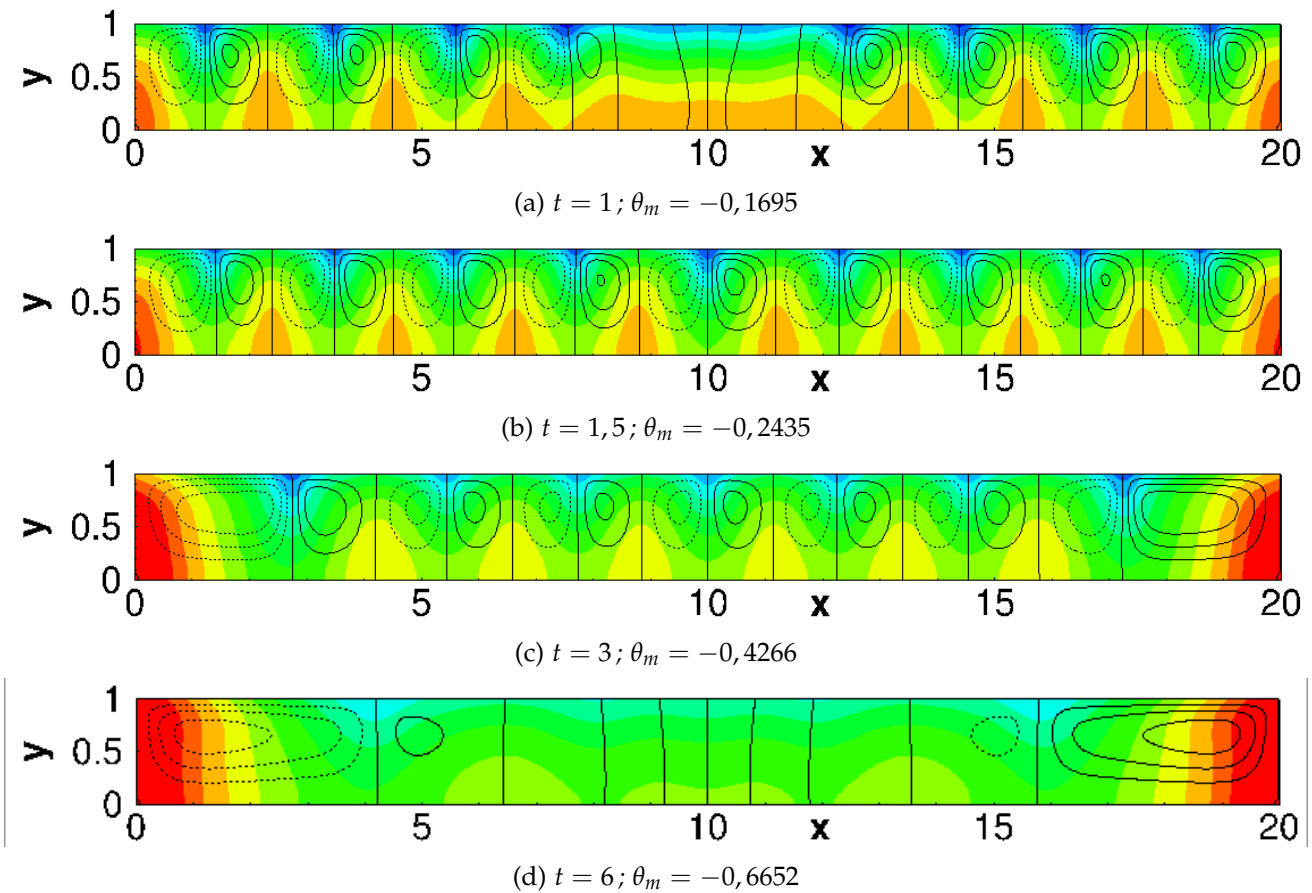 1
y
0.5
0
0 5 10 x 15 20
(a) t = 1 ; θm = −0, 1695
1
y
0.5
0
0 5 10 x 15 20
(b) t = 1, 5 ; θm = −0, 2435
1
y
0.5
0
0 5 10 x 15 20
(c) t = 3 ; θm = −0, 4266
1
y
0.5
0
0 5 10 x 15 20
(d) t = 6 ; θm = −0, 6652